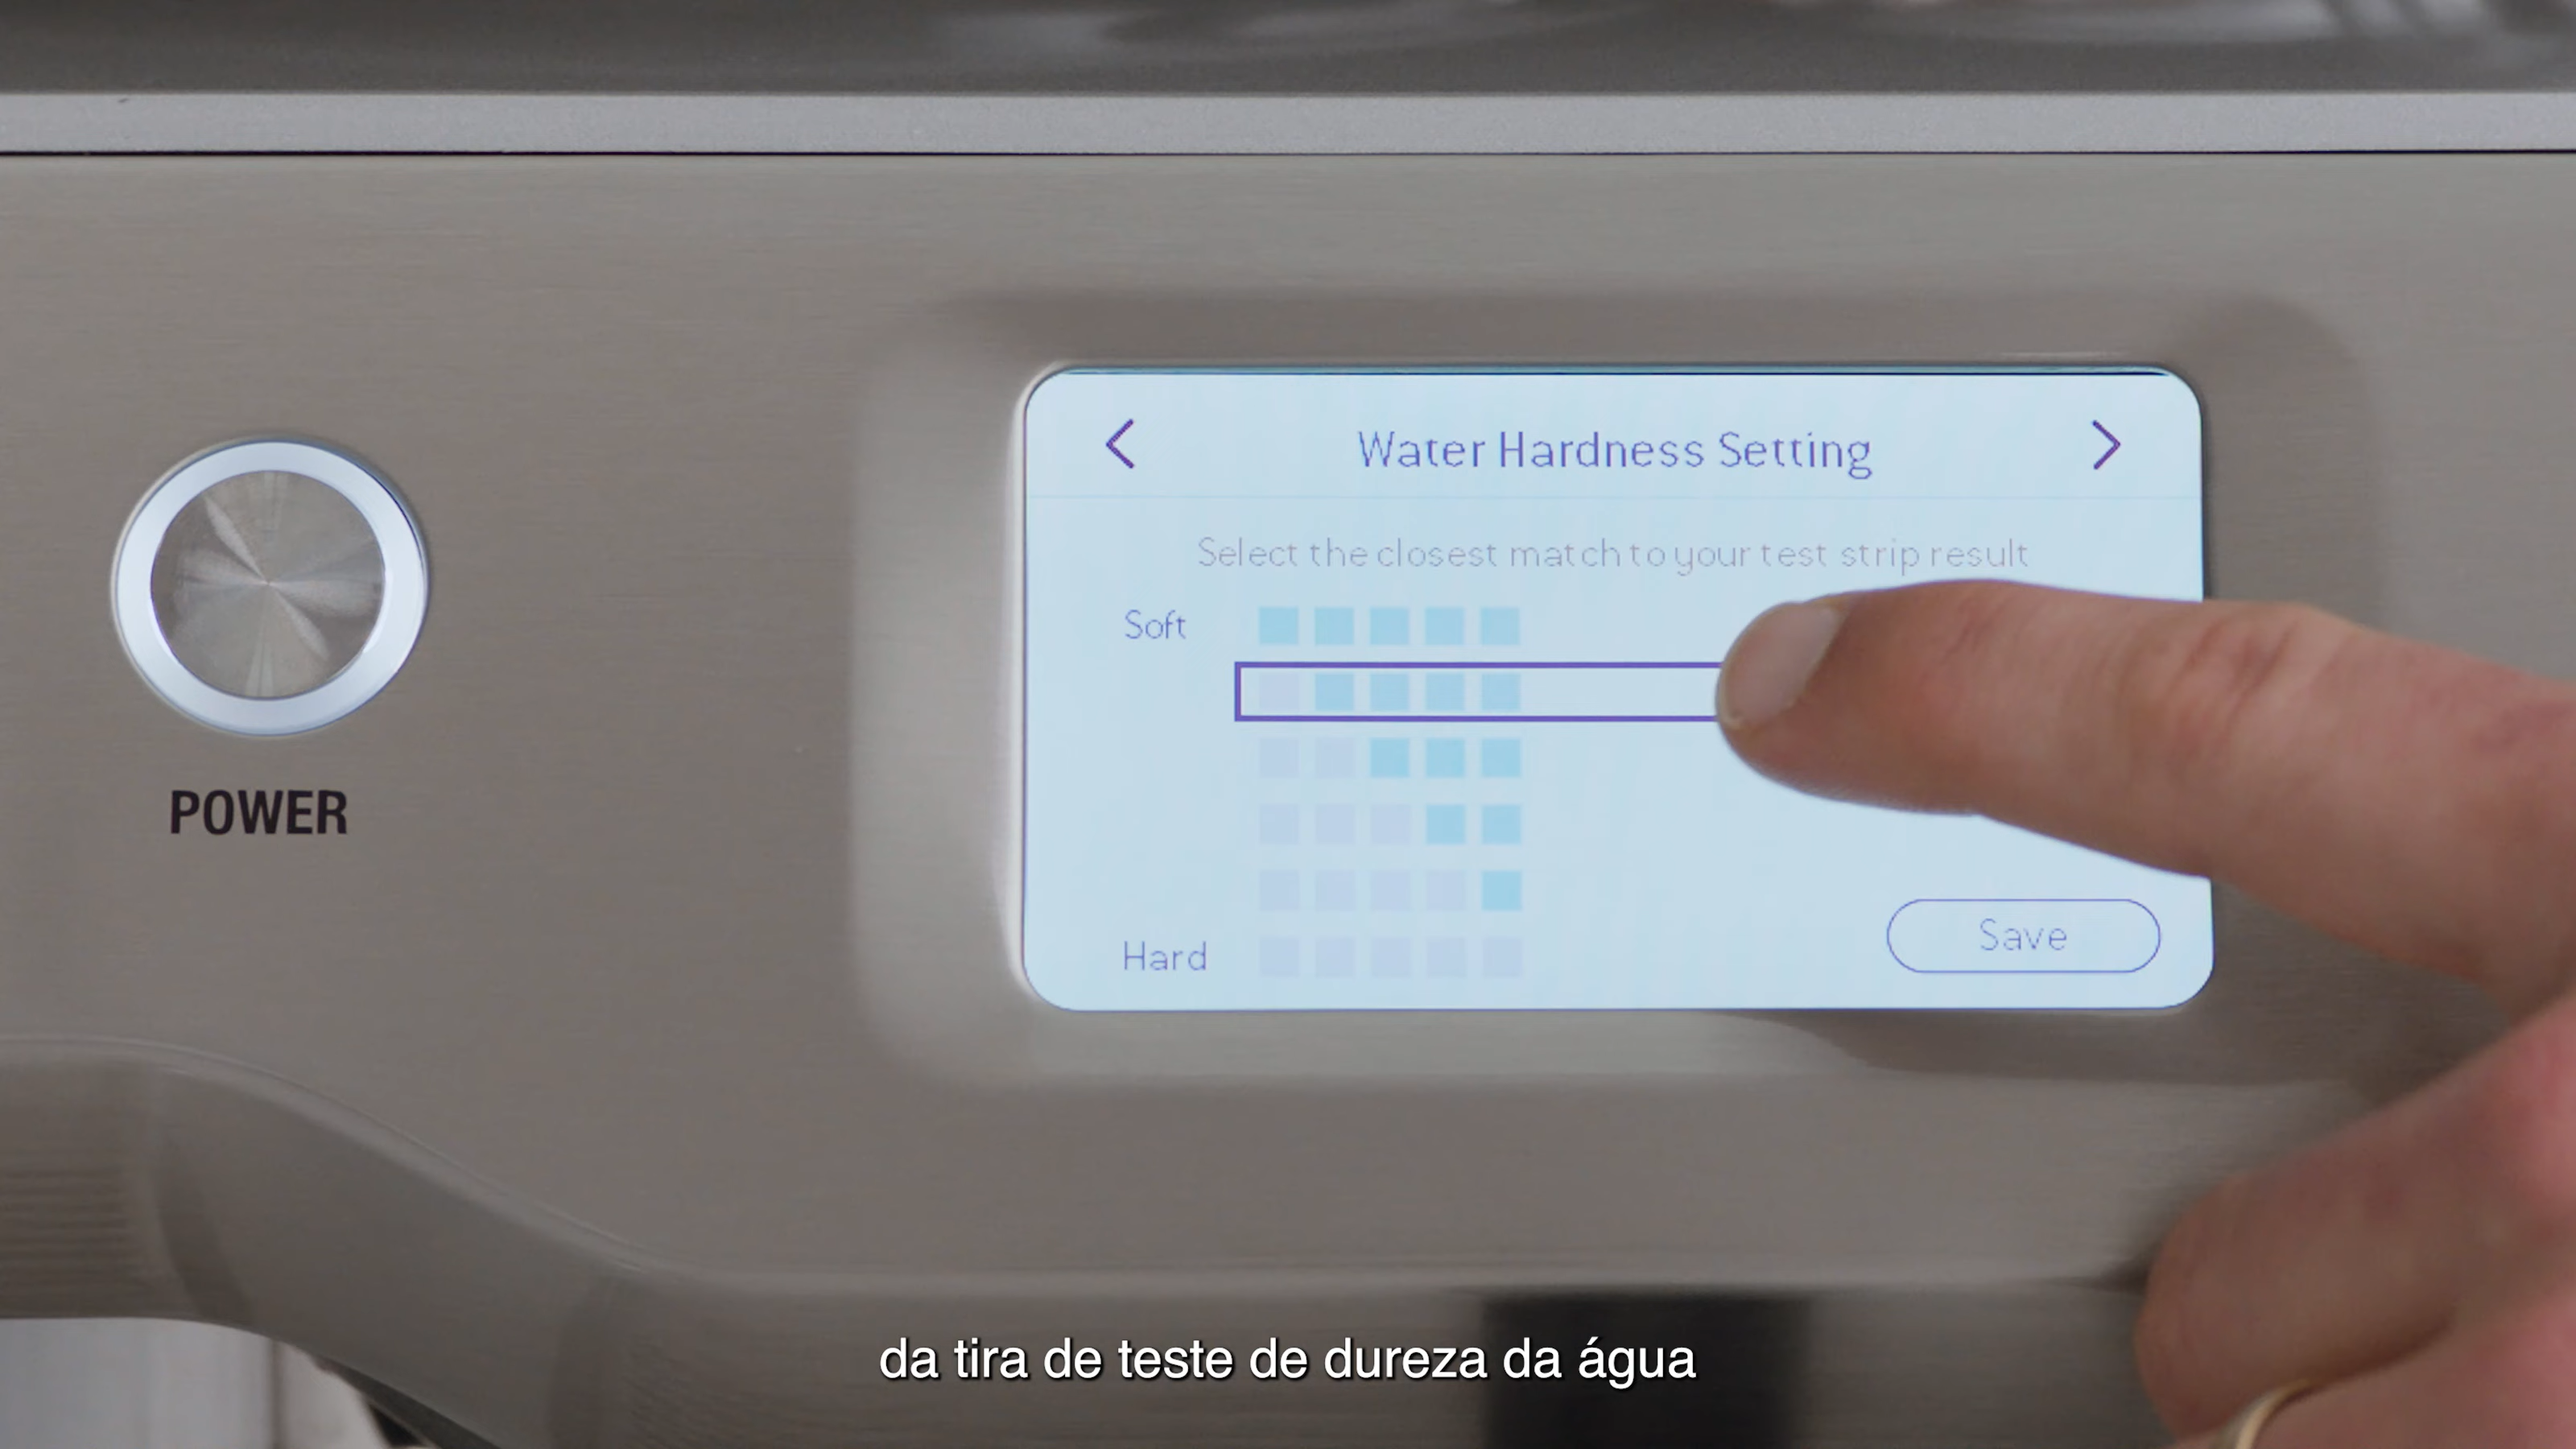 Water Hardness Setting
Select the closest match to your test strip result
Soft
Hard
Save
POWER
da tira de teste de dureza da água